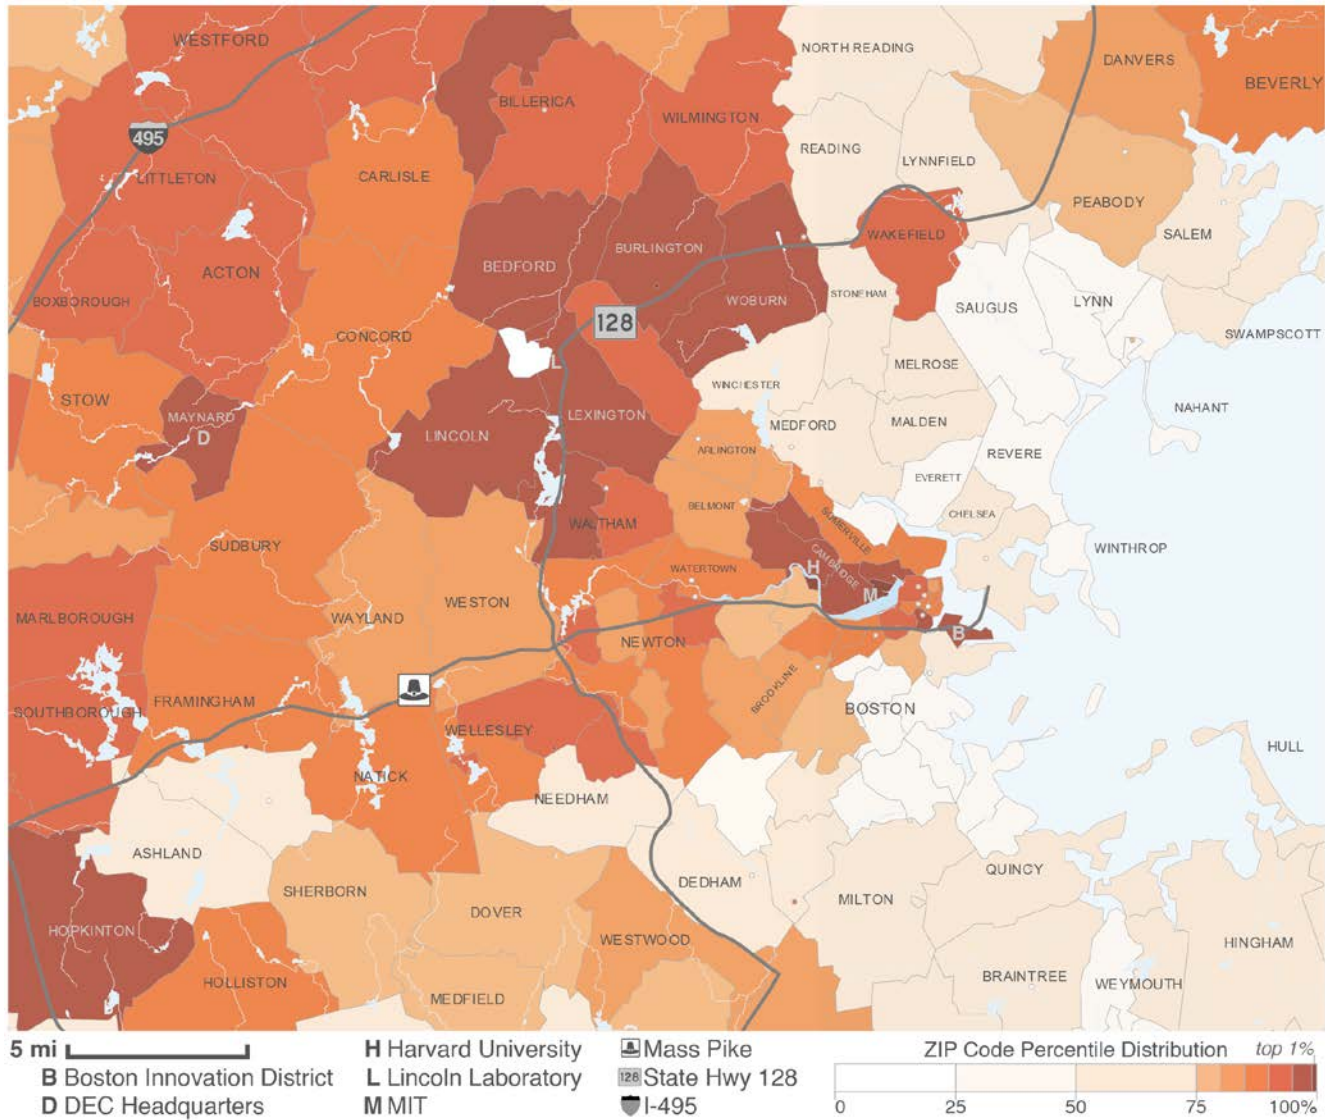 WESTFORD
NORTH READING
DANVERS
BEVERLY
BILLERICA
WILMINGTON
495
READING
LYNNFIELD
LITTLETON
CARLISLE
PEABODY
SALEM
WAKEFIELD
BURLINGTON
BEDFORD
ACTON
BOXBOROUGH
WOBURN
STONEHAM
SAUGUS
LYNN
128
CONCORD
SWAMPSCOTT
L
MELROSE
WINCHESTER
STOW
MAYNARD
D
NAHANT
LEXINGTON
LINCOLN
MEDFORD
MALDEN
ARLINGTON
REVERE
EVERETT
BELMONT
CHELSEA
WALTHAM
SOMERVILLE
SUDBURY
WINTHROP
CAMBRIDGE
H
WATERTOWN
M
WESTON
MARLBOROUGH
WAYLAND
B
NEWTON
FRAMINGHAM
BROOKLINE
SOUTHBOROUGH
BOSTON
WELLESLEY
HULL
NATICK
NEEDHAM
ASHLAND
QUINCY
DEDHAM
SHERBORN
MILTON
DOVER
HOPKINTON
WESTWOOD
HINGHAM
HOLLISTON
BRAINTREE
WEYMOUTH
MEDFIELD
5 mi
H Harvard University
Mass Pike
ZIP Code Percentile Distribution top 1%
B Boston Innovation District
L Lincoln Laboratory
128 State Hwy 128
D DEC Headquarters
M MIT
I-495
0 25 50 75 100%